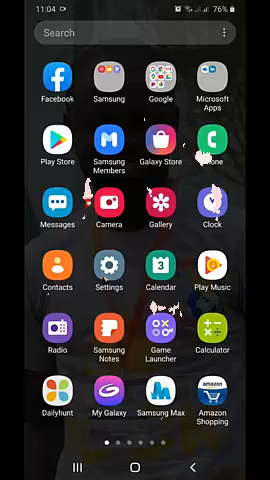 11:04
76%
Search
Facebook
Samsung
Google
Microsoft
Apps
Play Store
Samsung
Members
Galaxy Store
one
Messages
Camera
Gallery
Clock
Contacts
Settings
3
Calendar
Play Music
Radio
Samsung
Notes
Game
Launcher
Calculator
Dailyhunt
My Galaxy
Samsung Max
amazon
Amazon
Shopping